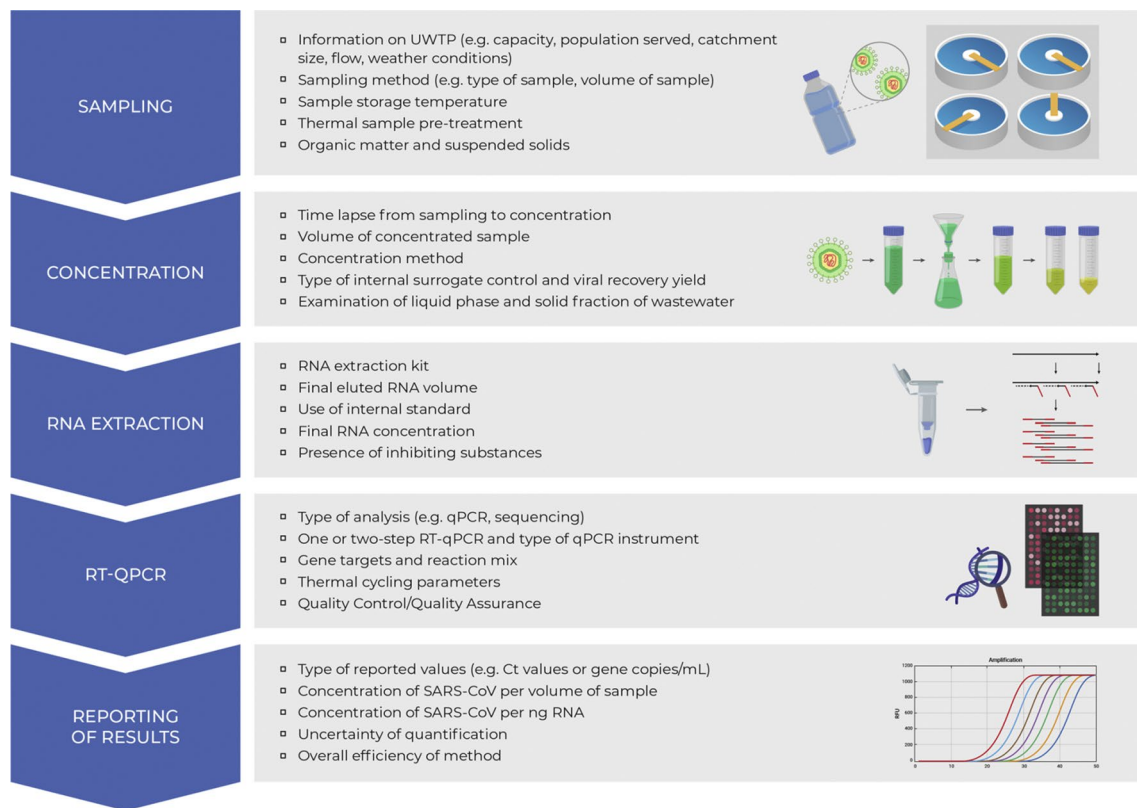 SAMPLING
Information on UWTP (e.g. capacity, population served, catchment
size, flow, weather conditions)
Sampling method (e.g. type of sample, volume of sample)
Sample storage temperature
Thermal sample pre-treatment
Organic matter and suspended solids
CONCENTRATION
Time lapse from sampling to concentration
Volume of concentrated sample
Concentration method
Type of internal surrogate control and viral recovery yield
Examination of liquid phase and solid fraction of wastewater
RNA EXTRACTION
RNA extraction kit
Final eluted RNA volume
Use of internal standard
Final RNA concentration
Presence of inhibiting substances
RT-QPCR
Type of analysis (e.g. qPCR, sequencing)
One or two-step RT-qPCR and type of qPCR instrument
Gene targets and reaction mix
Thermal cycling parameters
Quality Control/Quality Assurance
REPORTING
OF RESULTS
Type of reported values (e.g. Ct values or gene copies/mL)
Concentration of SARS-CoV per volume of sample
Concentration of SARS-CoV per ng RNA
Uncertainty of quantification
Overall efficiency of method
Amplification
RFU
1200
1000
800
600
400
200
0
0 10 20 30 40 50